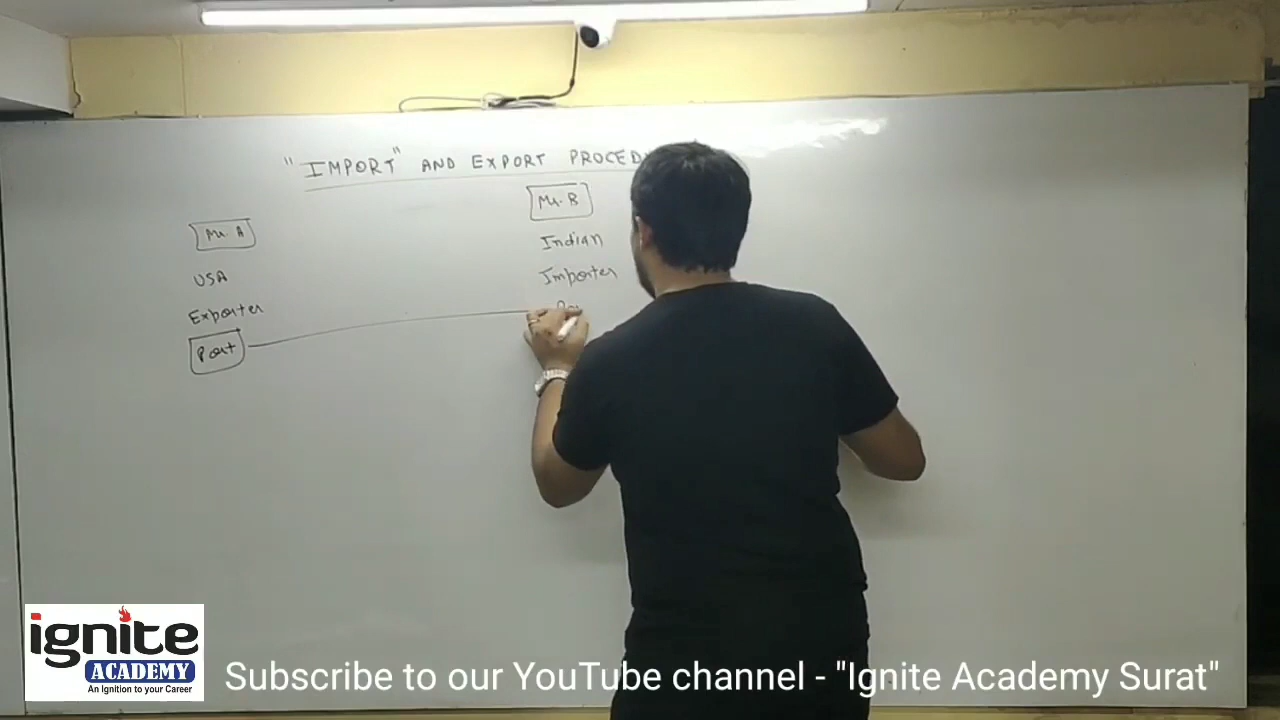 "IMPORT" AND EXPORT
Mr. A
USA
Exporter
Port
Mr. B
Indian
Importer
ignite
ACADEMY
An Ignition to your Career
Subscribe to our YouTube channel - "Ignite Academy Surat"